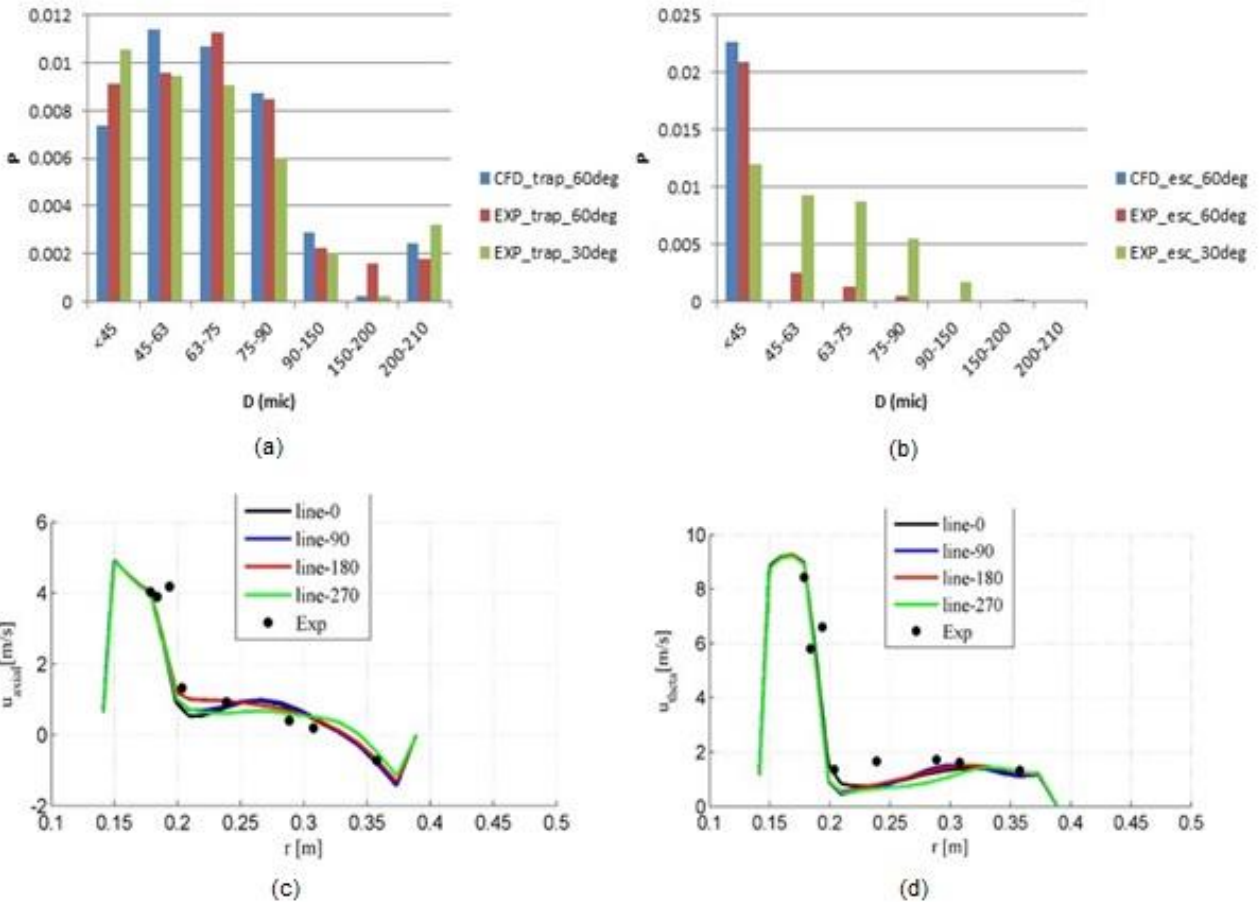 0.012
0.01
0.008
0.006
0.004
0.002
0
P
<45
45-63
63-75
75-90
90-150
150-200
200-210
D (mic)
CFD_trap_60deg
EXP_trap_60deg
EXP_trap_30deg
(a)
0.025
0.02
0.015
0.01
0.005
0
P
<45
45-63
63-75
75-90
90-150
150-200
200-210
D (mic)
CFD_esc_60deg
EXP_esc_60deg
EXP_esc_30deg
(b)
line-0
line-90
line-180
line-270
Exp
6
4
2
0
-2
u axial [m/s]
0.1 0.15 0.2 0.25 0.3 0.35 0.4 0.45 0.5
r [m]
(c)
line-0
line-90
line-180
line-270
Exp
10
8
6
4
2
0
[m/s]
0.1 0.15 0.2 0.25 0.3 0.35 0.4 0.45 0.5
r [m]
(d)